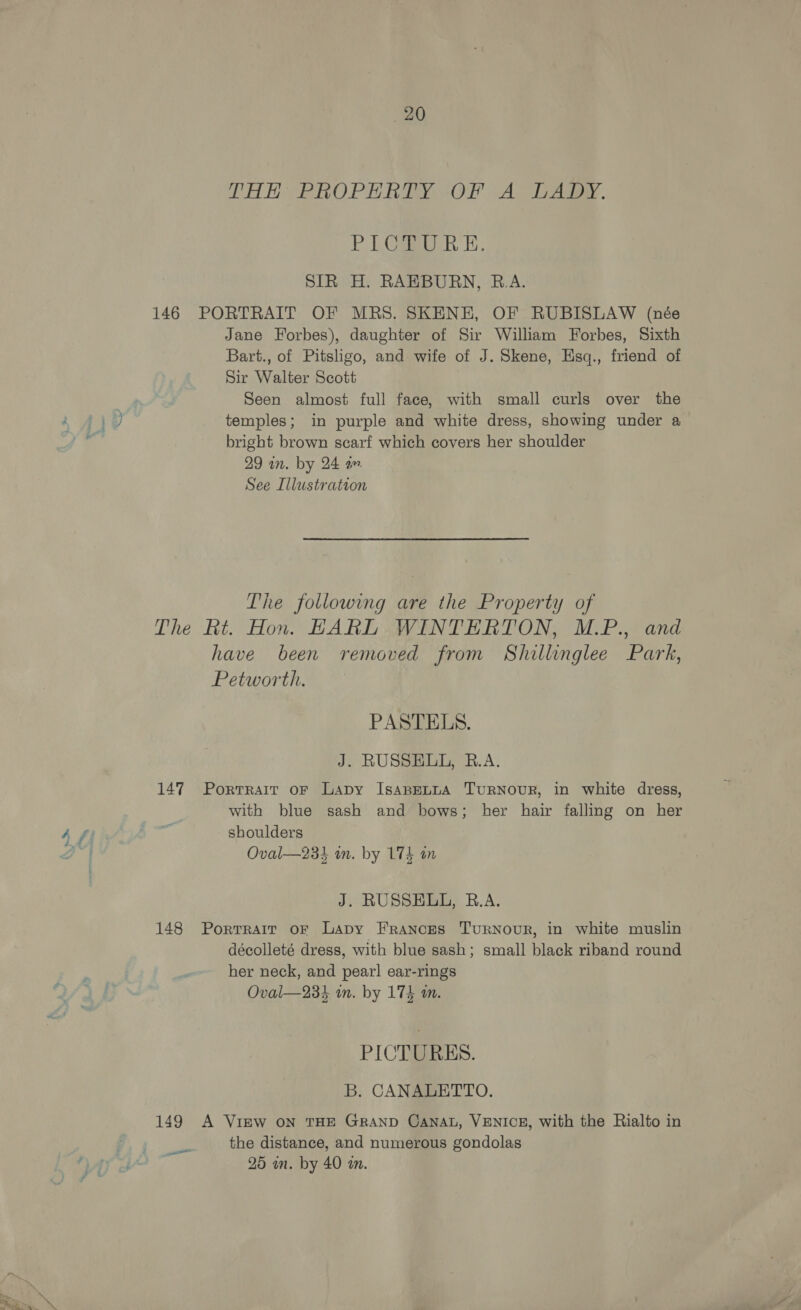 20
THE PROPERTY OF A LADY.
PICTURE.
SIR H. RAEBURN, R.A.
146 PORTRAIT OF MRS. SKENE, OF RUBISLAW (née
Jane Forbes), daughter of Sir William Forbes, Sixth
Bart., of Pitsligo, and wife of J. Skene, Esq., friend of
Sir Walter Scott
Seen almost full face, with small curls over the
temples; in purple and white dress, showing under a
bright brown scarf which covers her shoulder
29 in. by 24 in
See Illustration
The following are the Property of
The Rt. Hon. EARL WINTERTON, M.P., and
have been removed from Shillinglee Park,
Petworth.
PASTELS.
J. RUSSELL, R.A.
147 Portrait of Lady Isabella Turnour, in white dress,
with blue sash and bows; her hair falling on her
shoulders
Oval—23½ in. by 17½ in
J. RUSSELL, R.A.
148 Portrait of Lady Frances Turnour, in white muslin
décolleté dress, with blue sash; small black riband round
her neck, and pearl ear-rings
Oval—23½ in. by 17½ in.
PICTURES.
B. CANALETTO.
149 A View on the Grand Canal, Venice, with the Rialto in
the distance, and numerous gondolas
25 in. by 40 in.